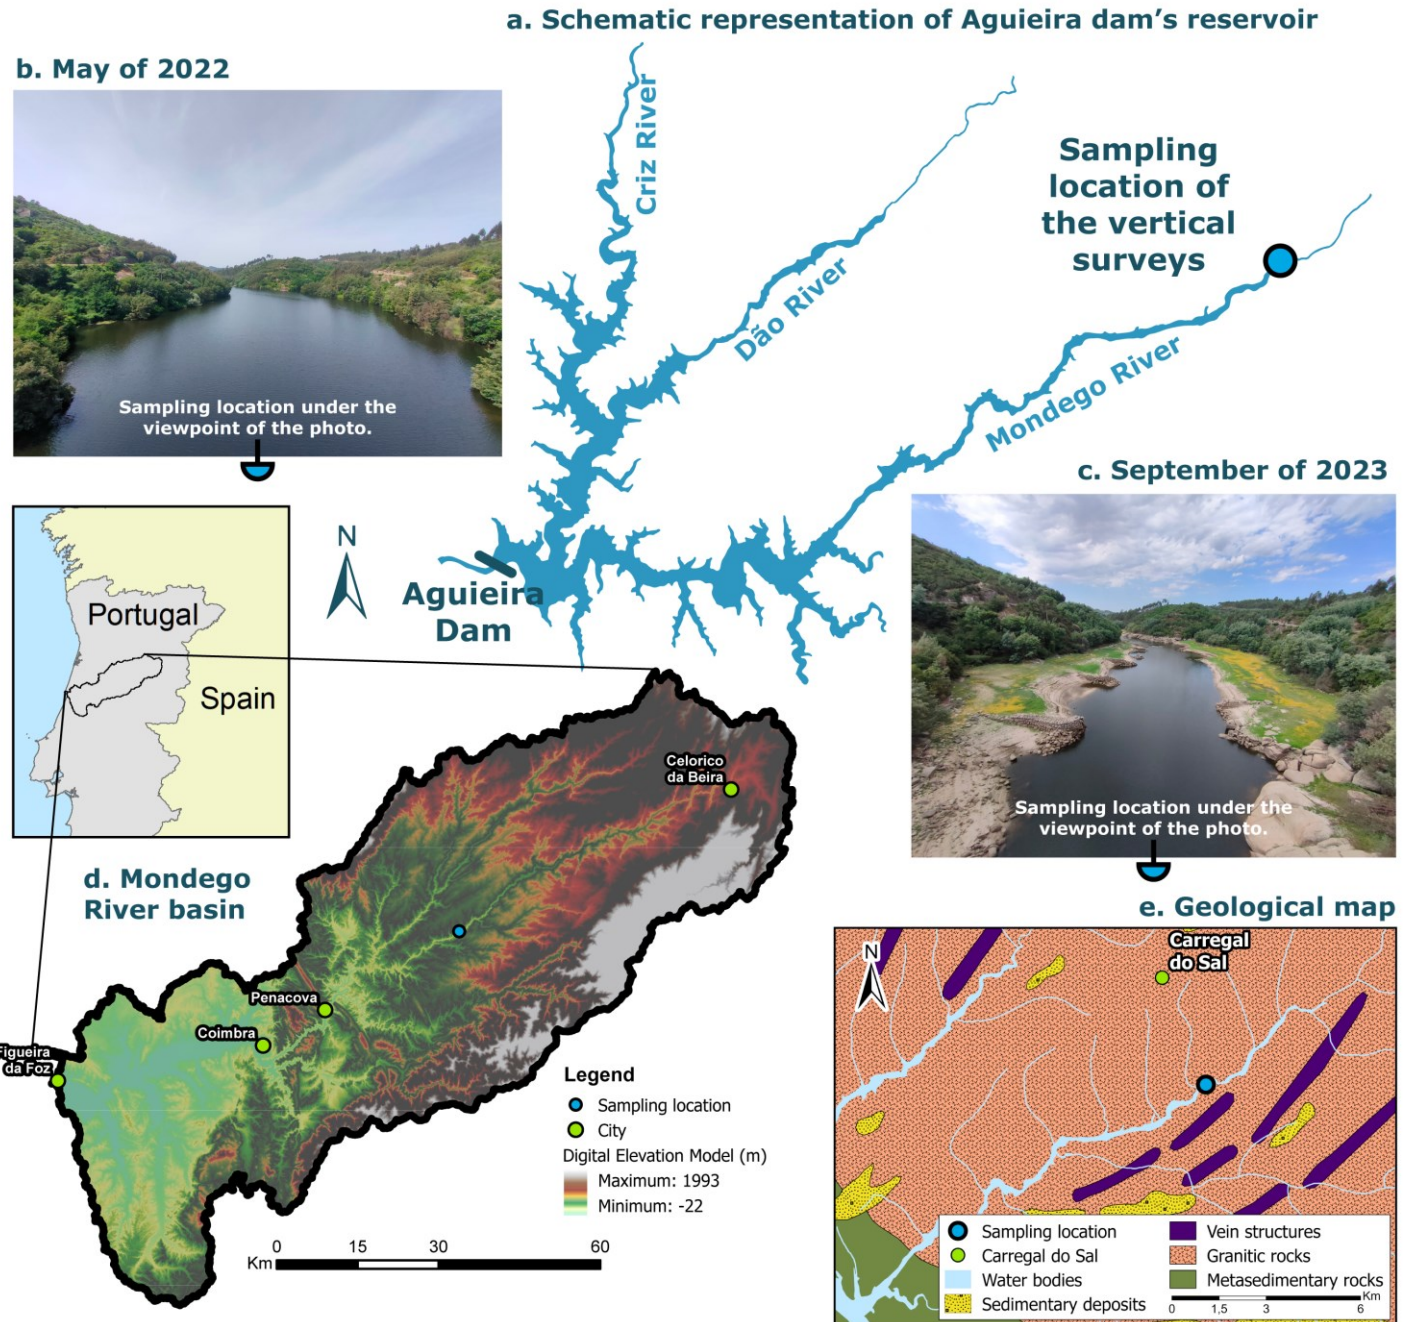 a. Schematic representation of Aguieira dam's reservoir
b. May of 2022
Criz River
Dão River
Mondego River
Sampling
location of
the vertical
surveys
Sampling location under the
viewpoint of the photo.
c. September of 2023
N
Aguieira
Dam
Portugal
Spain
Sampling location under the
viewpoint of the photo.
d. Mondego
River basin
Celorico
da Beira
Penacova
Coimbra
Figueira
da Foz
Legend
Sampling location
City
Digital Elevation Model (m)
Maximum: 1993
Minimum: -22
0 15 30 60
Km
e. Geological map
N
Carregal
do Sal
Sampling location
Carregal do Sal
Water bodies
Sedimentary deposits
Vein structures
Granitic rocks
Metasedimentary rocks
Km
0 1,5 3 6